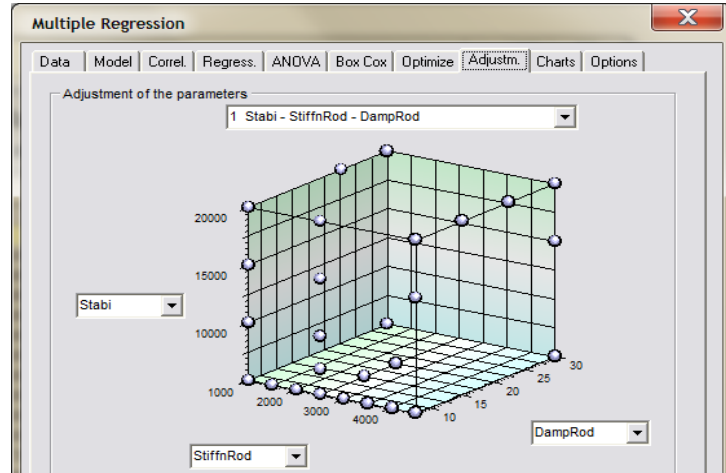 Multiple Regression
Data Model Correl. Regress. ANOVA Box Cox Optimize Adjustm. Charts Options
Adjustment of the parameters
1 Stabi - StiffnRod - DampRod
20000
15000
Stabi
10000
1000
2000
3000
4000
10
15
20
25
30
DampRod
StiffnRod